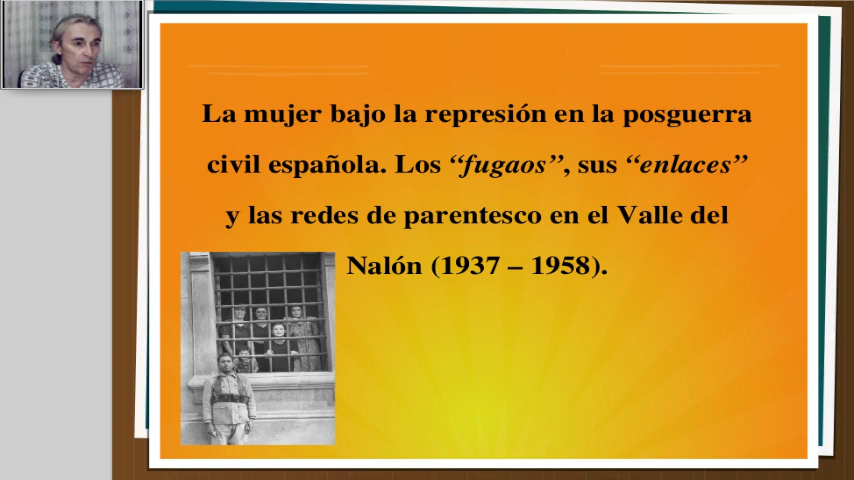 La mujer bajo la represión en la posguerra
civil española. Los “fugaos”, sus “enlaces”
y las redes de parentesco en el Valle del
Nalón (1937 – 1958).